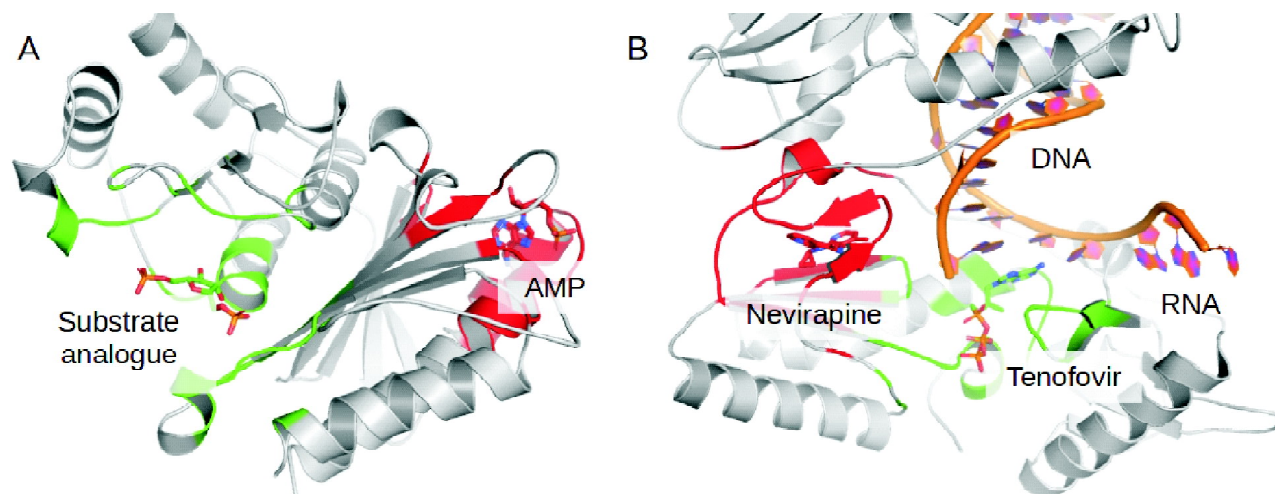 A
B
DNA
AMP
Substrate
analogue
Nevirapine
RNA
Tenofovir